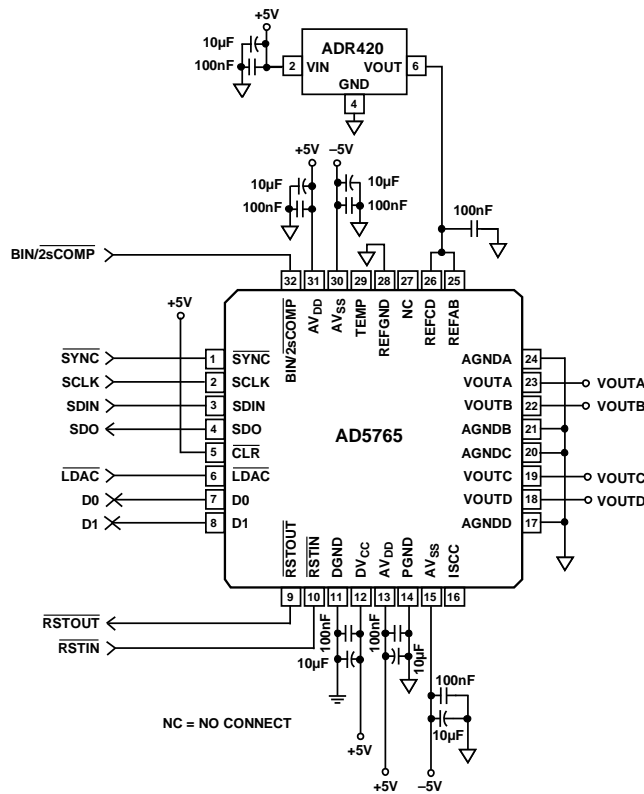 +5V
10µF
ADR420
100nF
2
VIN
VOUT
6
GND
4
+5V
–5V
10µF
10µF
100nF
100nF
100nF
BIN/2sCOMP
32
31
30
29
28
27
26
25
BIN/2sCOMP
AVDD
AVSS
TEMP
REFGND
NC
REFCD
REFAB
+5V
SYNC
1
SYNC
SCLK
2
SCLK
SDIN
3
SDIN
SDO
4
SDO
5
CLR
LDAC
6
LDAC
D0
7
D0
D1
8
D1
AD5765
AGNDA
24
VOUTA
23
VOUTA
VOUTB
22
VOUTB
AGNDB
21
AGNDC
20
VOUTC
19
VOUTC
VOUTD
18
VOUTD
AGNDD
17
RSTOUT
RSTIN
DGND
DVCC
AVDD
PGND
AVSS
ISCC
9
10
11
12
13
14
15
16
RSTOUT
RSTIN
100nF
10µF
100nF
10µF
100nF
10µF
NC = NO CONNECT
+5V
+5V
–5V